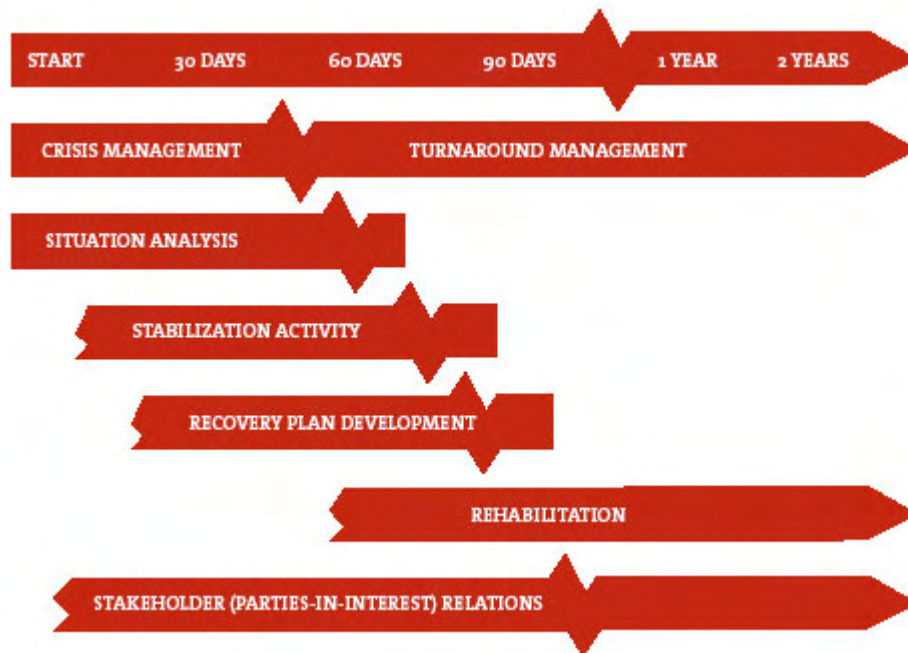 START 30 DAYS 60 DAYS 90 DAYS 1 YEAR 2 YEARS
CRISIS MANAGEMENT TURNAROUND MANAGEMENT
SITUATION ANALYSIS
STABILIZATION ACTIVITY
RECOVERY PLAN DEVELOPMENT
REHABILITATION
STAKEHOLDER (PARTIES-IN-INTEREST) RELATIONS